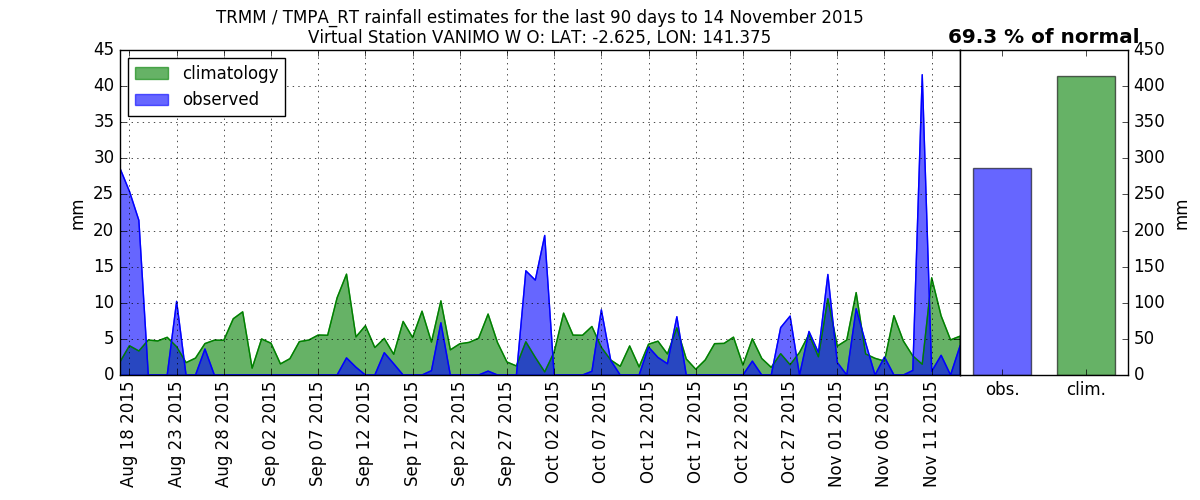 TRMM / TMPA_RT rainfall estimates for the last 90 days to 14 November 2015
Virtual Station VANIMO W O: LAT: -2.625, LON: 141.375
69.3 % of normal
climatology
observed
45
40
35
30
25
20
15
10
5
0
mm
Aug 18 2015
Aug 23 2015
Aug 28 2015
Sep 02 2015
Sep 07 2015
Sep 12 2015
Sep 17 2015
Sep 22 2015
Sep 27 2015
Oct 02 2015
Oct 07 2015
Oct 12 2015
Oct 17 2015
Oct 22 2015
Oct 27 2015
Nov 01 2015
Nov 06 2015
Nov 11 2015
450
400
350
300
250
200
150
100
50
0
mm
obs.
clim.